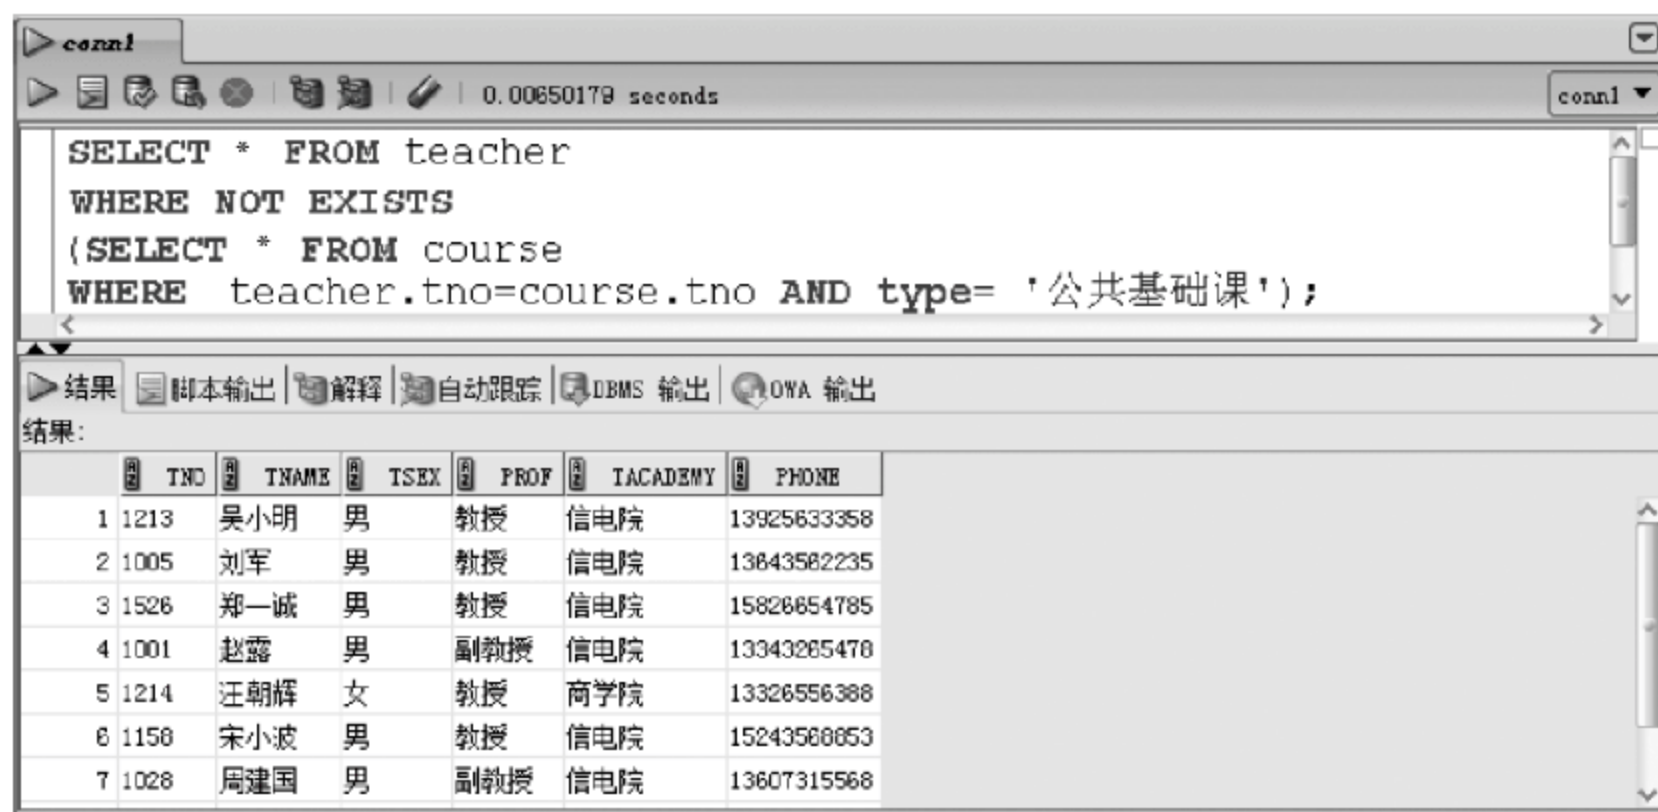 conn1
0.00650179 seconds
conn1
SELECT * FROM teacher
WHERE NOT EXISTS
(SELECT * FROM course
WHERE teacher.tno=course.tno AND type= '公共基础课');
结果 脚本输出 解释 自动跟踪 DBMS 输出 OWA 输出
结果:
TNO TNAME TSEX PROF TACADEMY PHONE
1 1213 吴小明 男 教授 信电院 13925633358
2 1005 刘军 男 教授 信电院 13643562235
3 1526 郑一诚 男 教授 信电院 15826654785
4 1001 赵露 男 副教授 信电院 13343265478
5 1214 汪朝辉 女 教授 商学院 13326556388
6 1158 宋小波 男 教授 信电院 15243568853
7 1028 周建国 男 副教授 信电院 13607315568